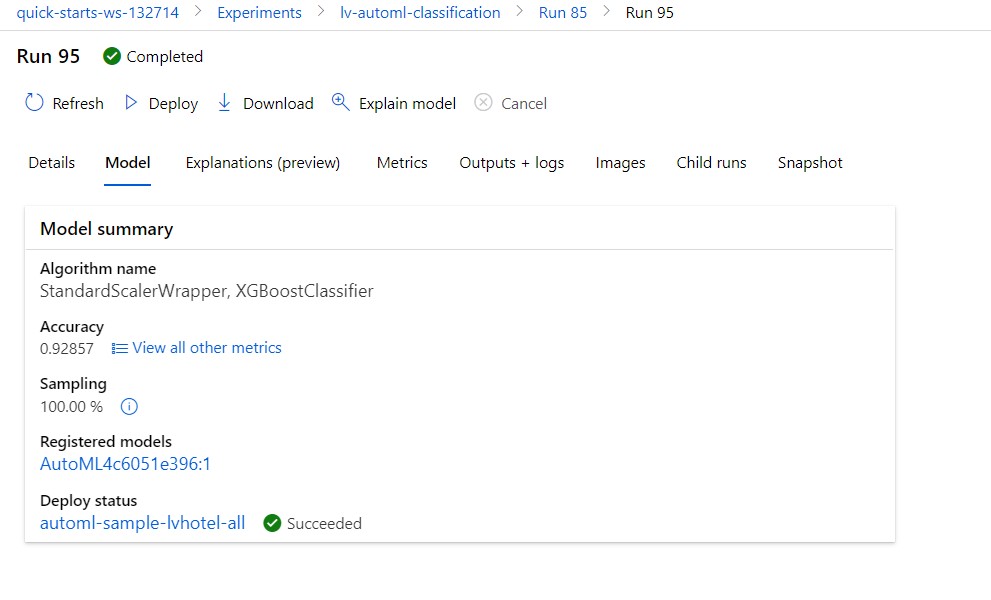 quick-starts-ws-132714 > Experiments > lv-automl-classification > Run 85 > Run 95
Run 95 Completed
Refresh Deploy Download Explain model Cancel
Details Model Explanations (preview) Metrics Outputs + logs Images Child runs Snapshot
Model summary
Algorithm name
StandardScalerWrapper, XGBoostClassifier
Accuracy
0.92857 View all other metrics
Sampling
100.00 %
Registered models
AutoML4c6051e396:1
Deploy status
automl-sample-lvhotel-all Succeeded